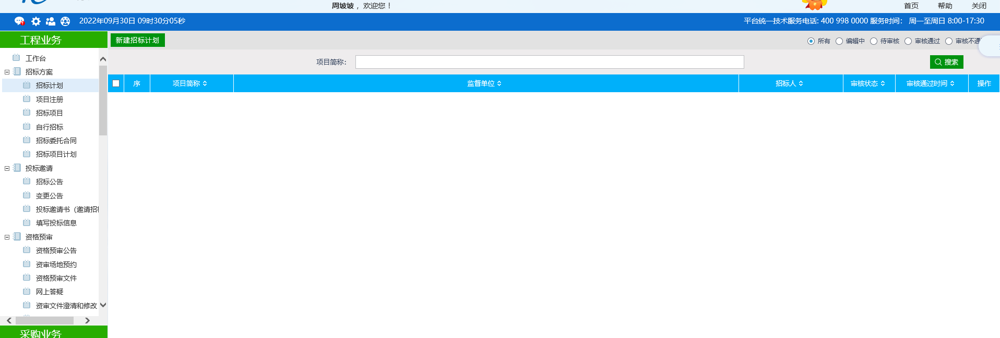 周坡坡 ，欢迎您！
首页 帮助 关闭
2022年09月30日 09时30分05秒
平台统一技术服务电话: 400 998 0000 服务时间： 周一至周日 8:00-17:30
工程业务
新建招标计划
所有 编辑中 待审核 审核通过 审核不通
项目简称：
搜索
序 项目简称 监督单位 招标人 审核状态 审核通过时间 操作
工作台
招标方案
招标计划
项目注册
招标项目
自行招标
招标委托合同
招标项目计划
投标邀请
招标公告
变更公告
投标邀请书（邀请招标
填写投标信息
资格预审
资格预审公告
资审场地预约
资格预审文件
网上答疑
资审文件澄清和修改
采购业务